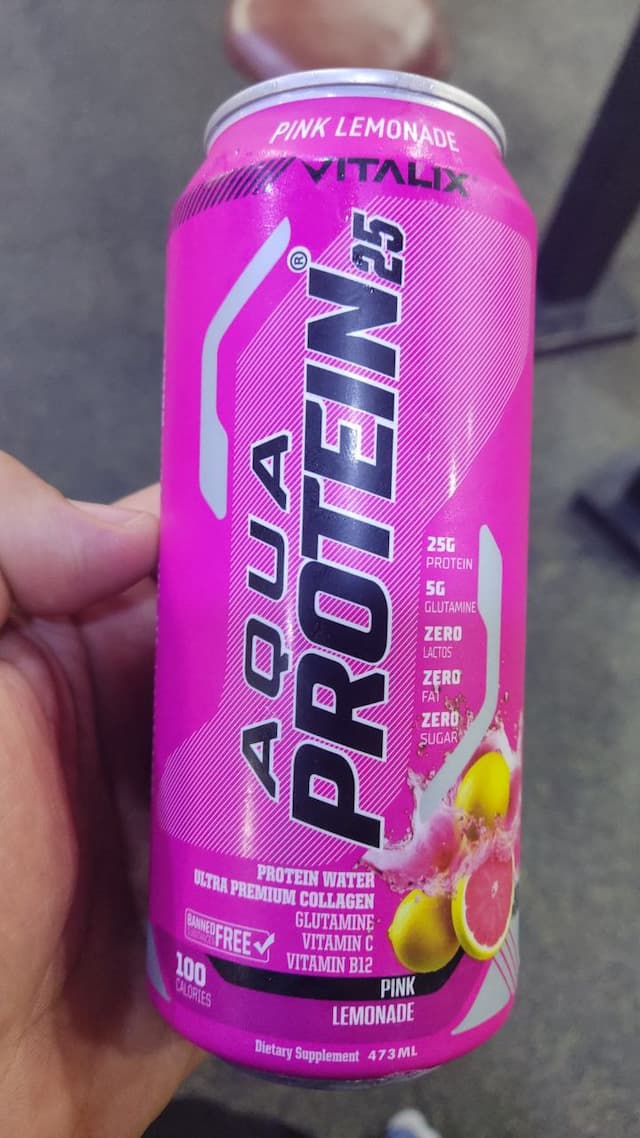 PINK LEMONADE
VITALIX
AQUA
PROTEIN 25
®
25G
PROTEIN
5G
GLUTAMINE
ZERO
LACTOS
ZERO
FAT
ZERO
SUGAR
PROTEIN WATER
ULTRA PREMIUM COLLAGEN
GLUTAMINE
VITAMIN C
VITAMIN B12
BANNED
FREE
100
CALORIES
PINK
LEMONADE
Dietary Supplement 473ML